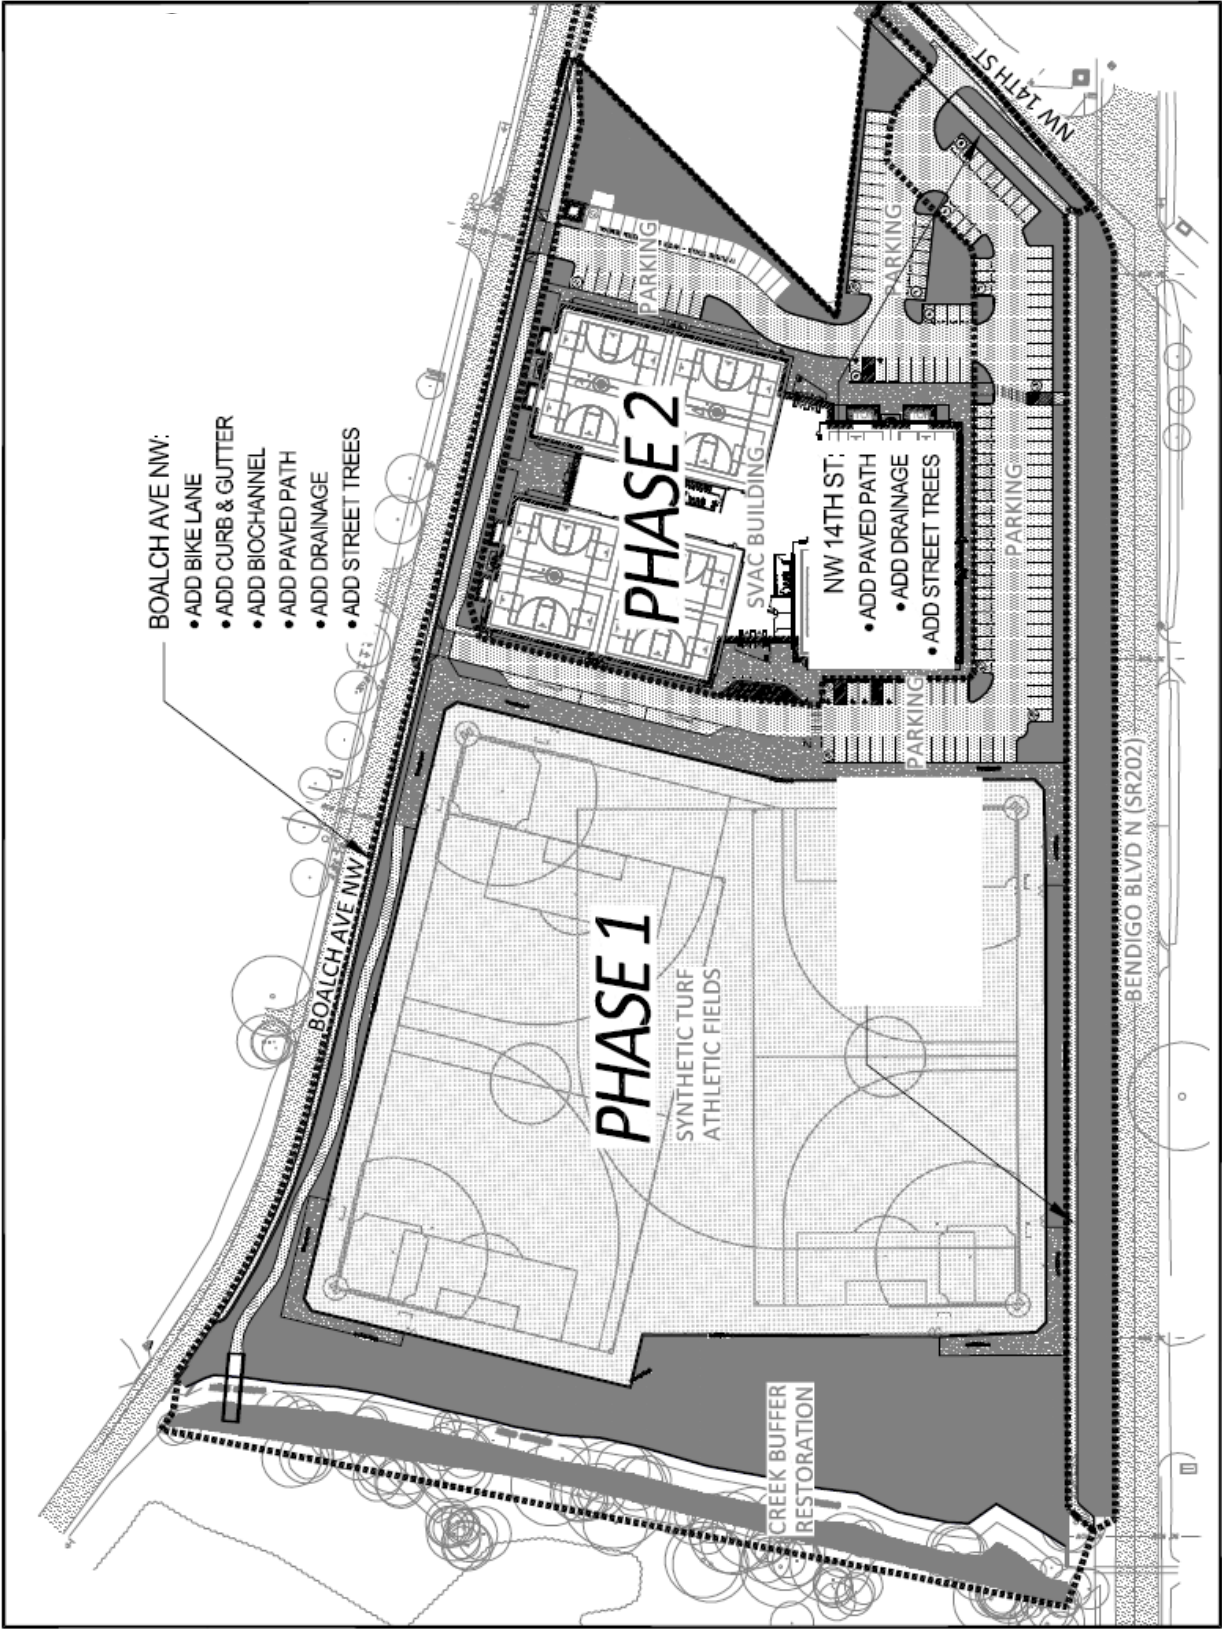 BOALCH AVE NW:
• ADD BIKE LANE
• ADD CURB & GUTTER
• ADD BIOCHANNEL
• ADD PAVED PATH
• ADD DRAINAGE
• ADD STREET TREES
BOALCH AVE NW
PHASE 1
SYNTHETIC TURF
ATHLETIC FIELDS
CREEK BUFFER
RESTORATION
PHASE 2
SVAC BUILDING
NW 14TH ST:
• ADD PAVED PATH
• ADD DRAINAGE
• ADD STREET TREES
PARKING
PARKING
PARKING
PARKING
NW 14TH ST
BENDIGO BLVD N (SR202)